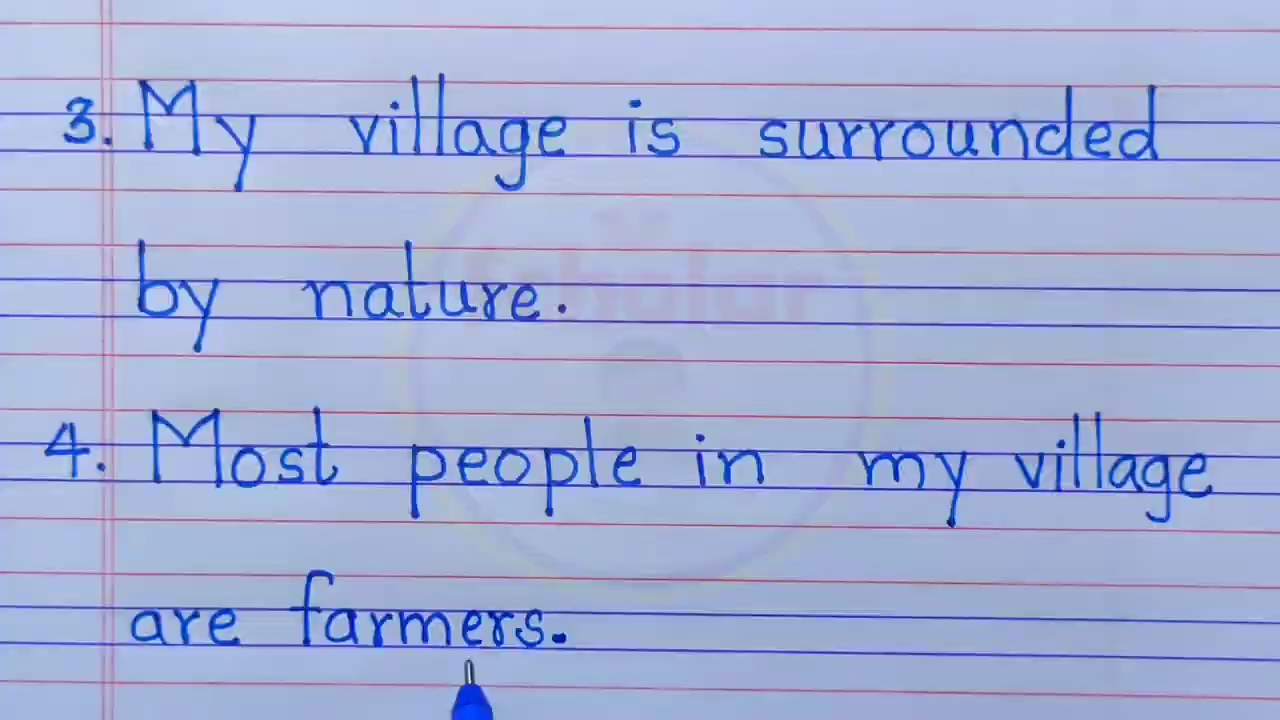 3. My village is surrounded
by nature.
4. Most people in my village
are farmers.